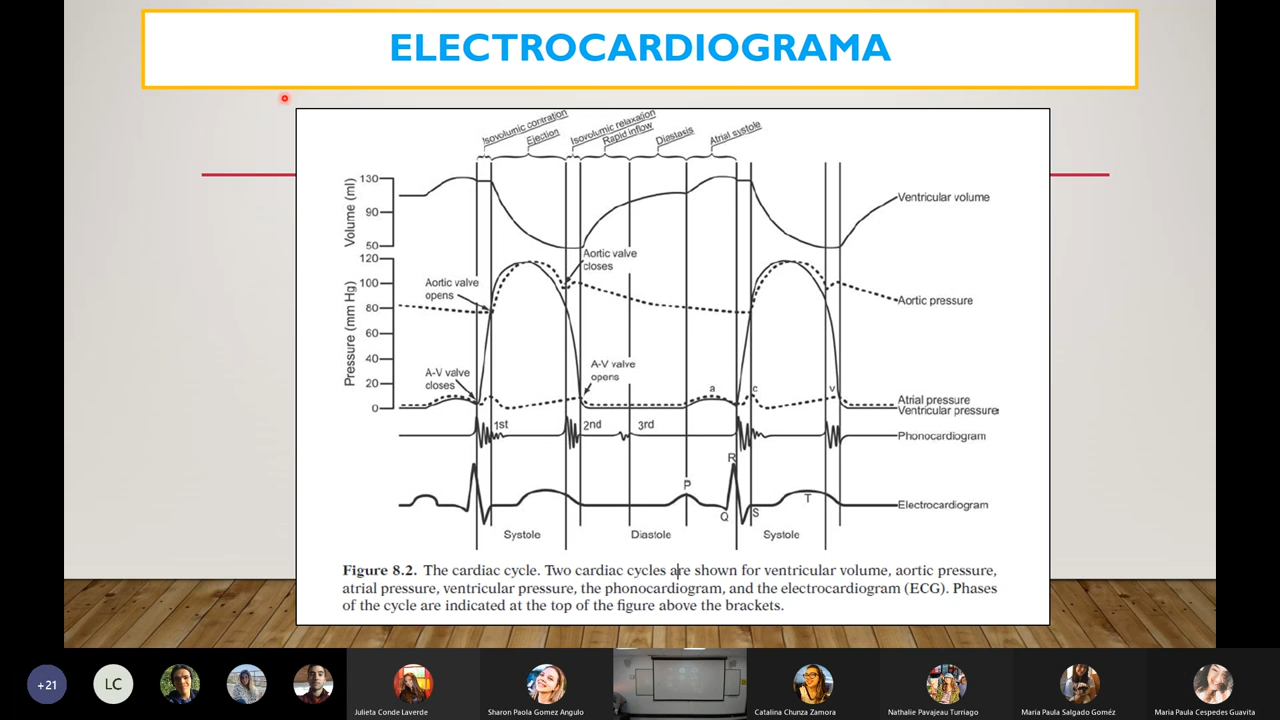 ELECTROCARDIOGRAMA
Isovolumic contration
Ejection
Isovolumic relaxation
Rapid inflow
Diastasis
Atrial systole
Volume (ml)
130
90
50
Ventricular volume
Pressure (mm Hg)
120
100
80
60
40
20
0
Aortic valve
closes
Aortic valve
opens
Aortic pressure
A-V valve
closes
A-V valve
opens
a
c
v
Atrial pressure
Ventricular pressure
1st
2nd
3rd
Phonocardiogram
R
P
Q
S
T
Electrocardiogram
Systole
Diastole
Systole
Figure 8.2. The cardiac cycle. Two cardiac cycles are shown for ventricular volume, aortic pressure,
atrial pressure, ventricular pressure, the phonocardiogram, and the electrocardiogram (ECG). Phases
of the cycle are indicated at the top of the figure above the brackets.
+21
LC
Julieta Conde Laverde
Sharon Paola Gomez Angulo
Catalina Chunza Zamora
Nathalie Pavajeau Turriago
Maria Paula Salgado Goméz
Maria Paula Cespedes Guavita